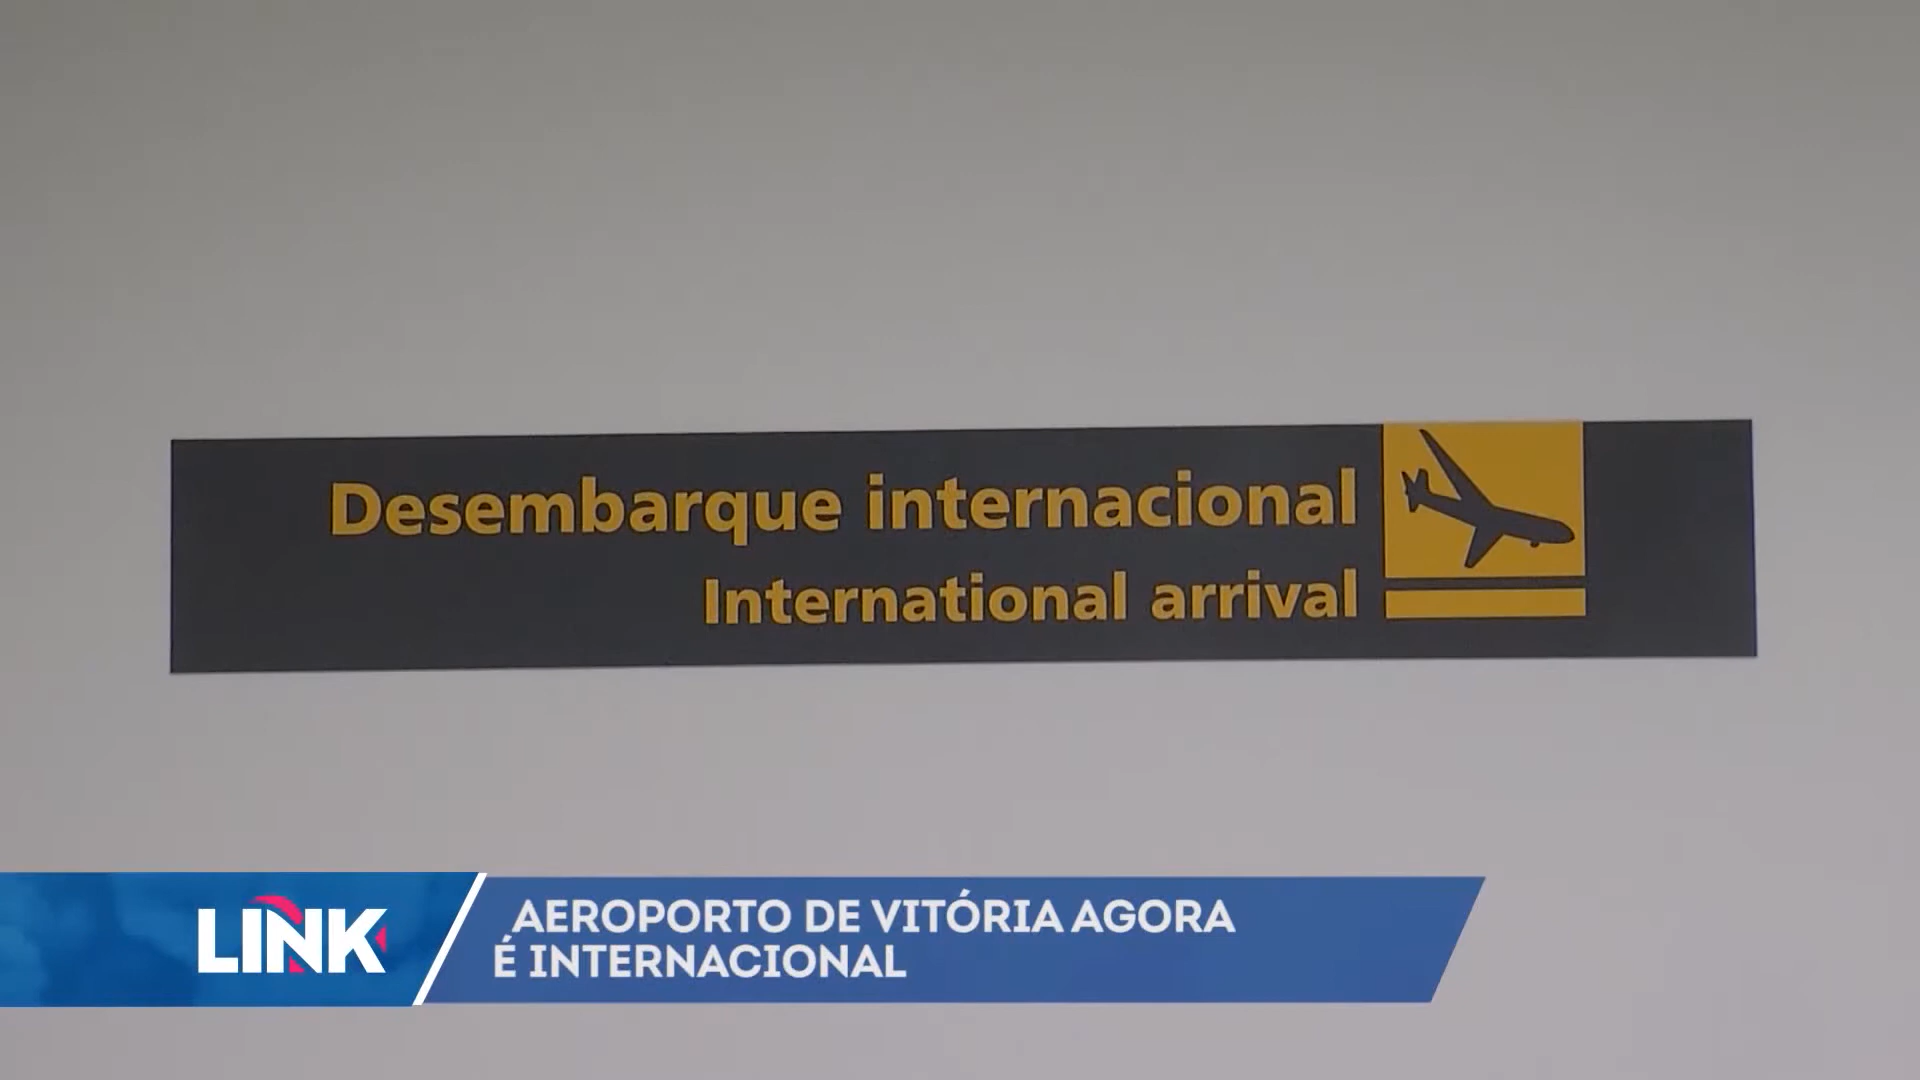 Desembarque internacional
International arrival
LINK
AEROPORTO DE VITÓRIA AGORA
É INTERNACIONAL